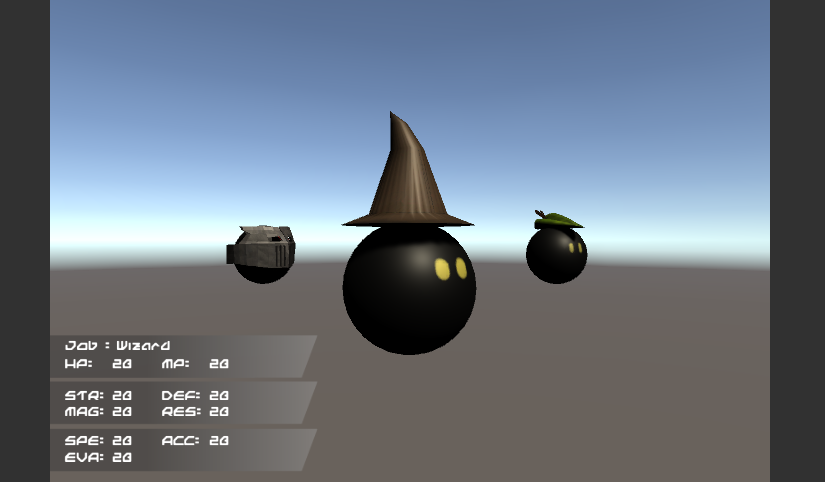 Job : Wizard
HP: 20 MP: 20
STR: 20 DEF: 20
MAG: 20 RES: 20
SPE: 20 ACC: 20
EVA: 20